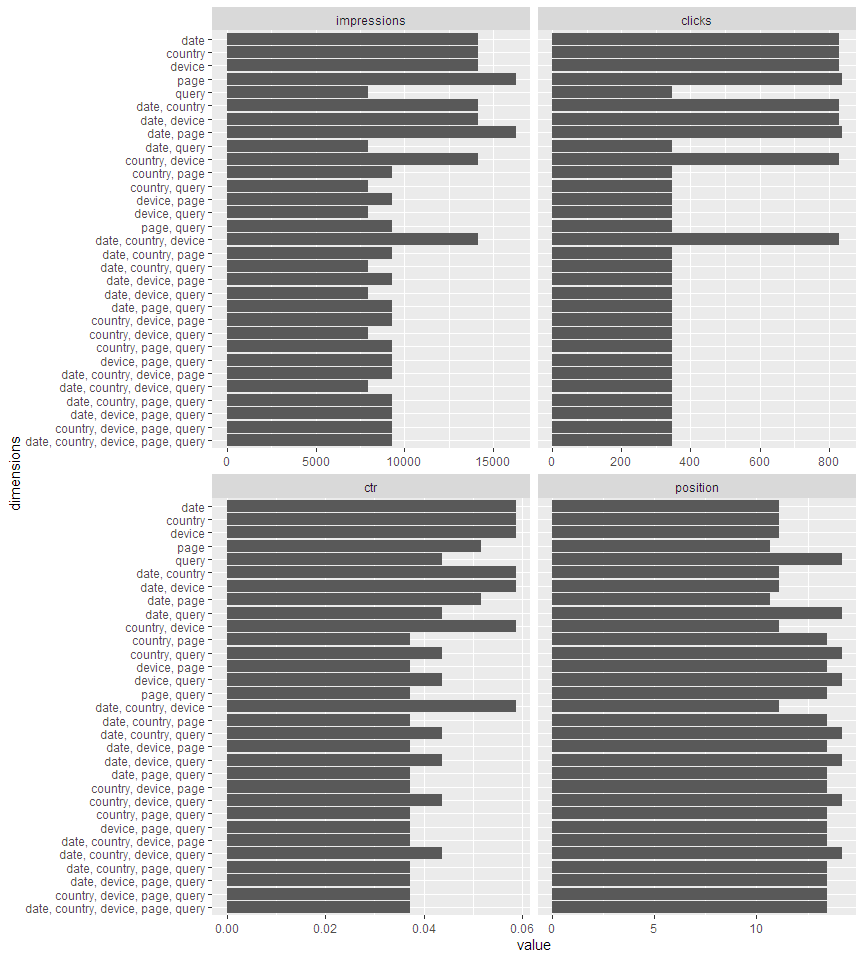 impressions
clicks
date
country
device
page
query
date, country
date, device
date, page
date, query
country, device
country, page
country, query
device, page
device, query
page, query
date, country, device
date, country, page
date, country, query
date, device, page
date, device, query
date, page, query
country, device, page
country, device, query
country, page, query
device, page, query
date, country, device, page
date, country, device, query
date, country, page, query
date, device, page, query
country, device, page, query
date, country, device, page, query
0 5000 10000 15000
0 200 400 600 800
dimensions
ctr
position
date
country
device
page
query
date, country
date, device
date, page
date, query
country, device
country, page
country, query
device, page
device, query
page, query
date, country, device
date, country, page
date, country, query
date, device, page
date, device, query
date, page, query
country, device, page
country, device, query
country, page, query
device, page, query
date, country, device, page
date, country, device, query
date, country, page, query
date, device, page, query
country, device, page, query
date, country, device, page, query
0.00 0.02 0.04 0.06
0 5 10
value